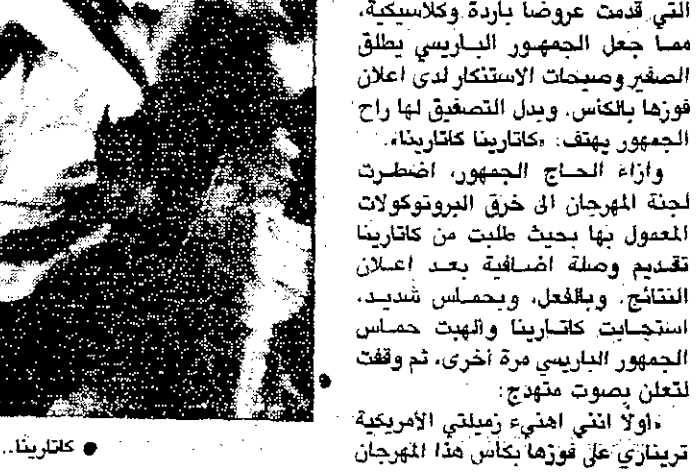 التي قدمت عروضاً باردة وكلاسيكية،
مما جعل الجمهور الباريسي يطلق
الصفير وصيحات الاستنكار لدى اعلان
فوزها بالكأس. وبدل التصفيق لها راح
الجمهور يهتف: «كاتارينا كاتارينا».
وازاء الحاح الجمهور، اضطرت
لجنة المهرجان الى خرق البروتوكولات
المعمول بها بحيث طلبت من كاتارينا
تقديم وصلة اضافية بعد اعلان
النتائج. وبالفعل، وبحماس شديد،
استجابت كاتارينا والهبت حماس
الجمهور الباريسي مرة أخرى، ثم وقفت
لتعلن بصوت متهدج:
«أولاً انني اهنيء زميلتي الأمريكية
ترينازي على فوزها بكأس هذا المهرجان
● كاتارينا..